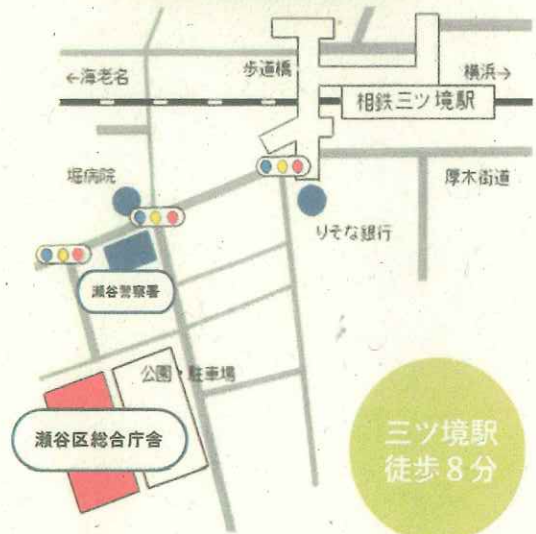 ←海老名
歩道橋
横浜→
相鉄三ツ境駅
堀病院
厚木街道
りそな銀行
瀬谷警察署
公園・駐車場
瀬谷区総合庁舎
三ツ境駅
徒歩8分